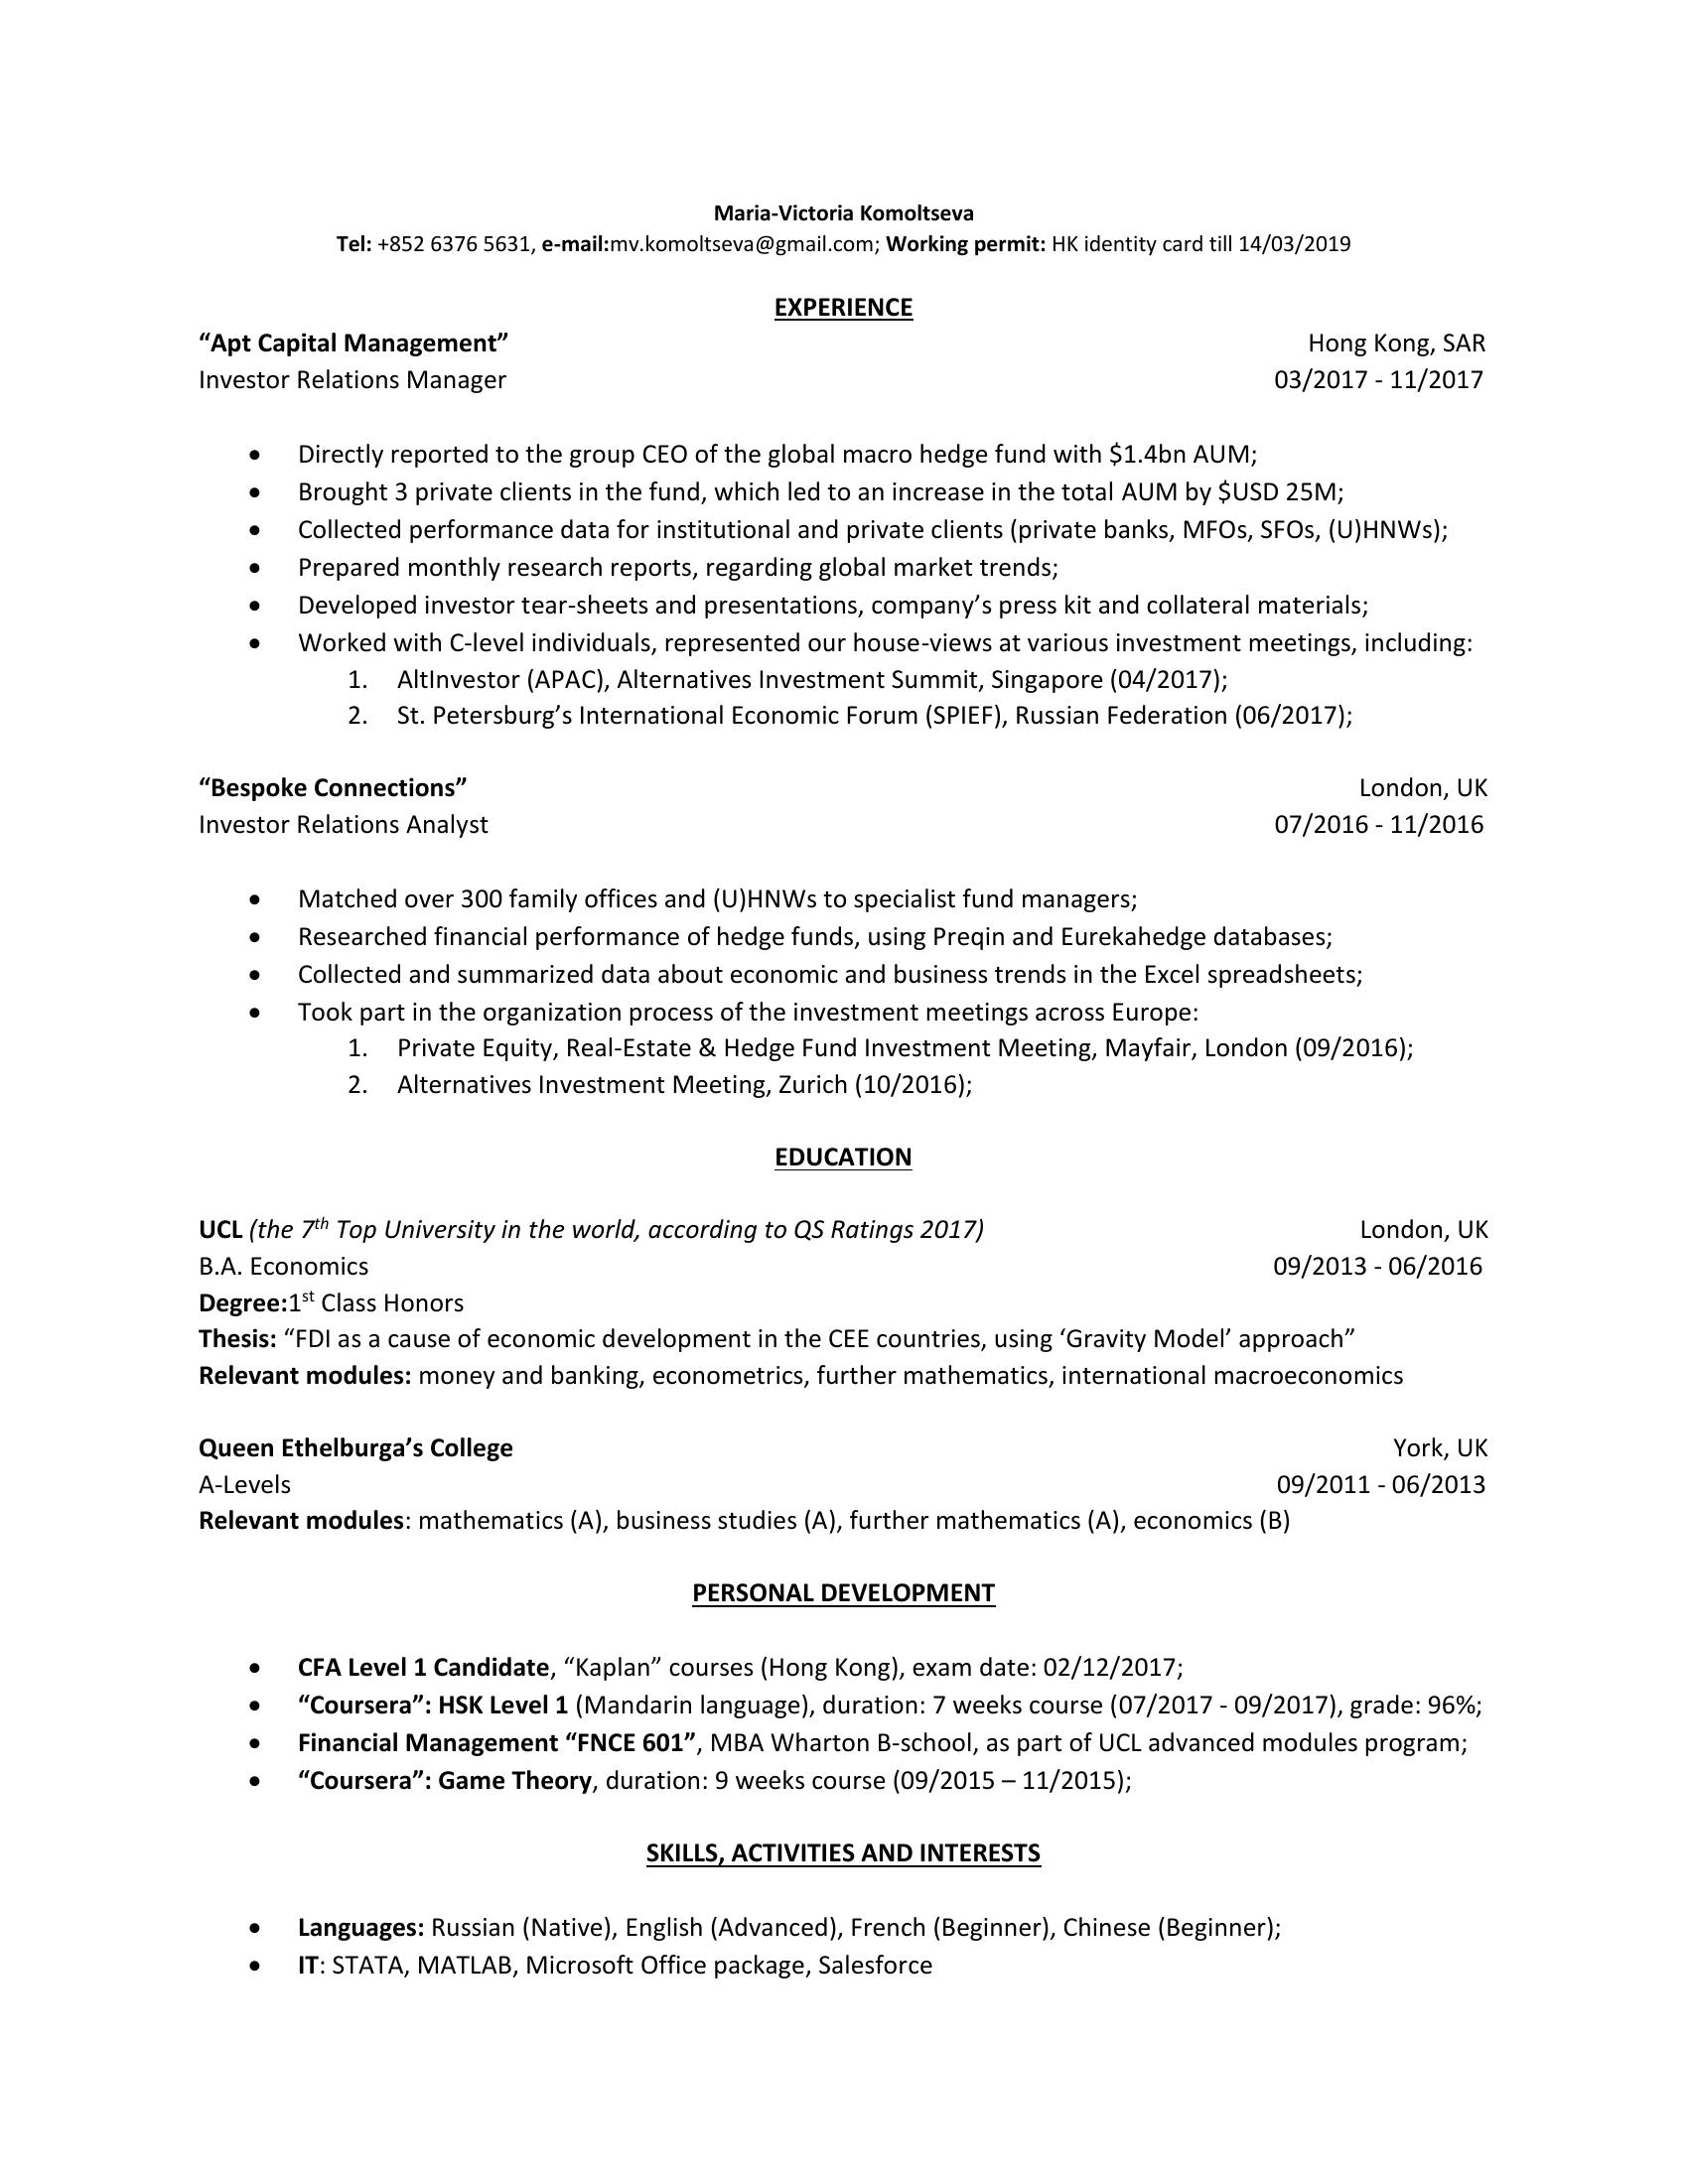 Maria-Victoria Komoltseva
Tel: +852 6376 5631, e-mail:mv.komoltseva@gmail.com; Working permit: HK identity card till 14/03/2019
EXPERIENCE
“Apt Capital Management” Hong Kong, SAR
Investor Relations Manager 03/2017 - 11/2017
• Directly reported to the group CEO of the global macro hedge fund with $1.4bn AUM;
• Brought 3 private clients in the fund, which led to an increase in the total AUM by $USD 25M;
• Collected performance data for institutional and private clients (private banks, MFOs, SFOs, (U)HNWs);
• Prepared monthly research reports, regarding global market trends;
• Developed investor tear-sheets and presentations, company’s press kit and collateral materials;
• Worked with C-level individuals, represented our house-views at various investment meetings, including:
1. AltInvestor (APAC), Alternatives Investment Summit, Singapore (04/2017);
2. St. Petersburg’s International Economic Forum (SPIEF), Russian Federation (06/2017);
“Bespoke Connections” London, UK
Investor Relations Analyst 07/2016 - 11/2016
• Matched over 300 family offices and (U)HNWs to specialist fund managers;
• Researched financial performance of hedge funds, using Preqin and Eurekahedge databases;
• Collected and summarized data about economic and business trends in the Excel spreadsheets;
• Took part in the organization process of the investment meetings across Europe:
1. Private Equity, Real-Estate & Hedge Fund Investment Meeting, Mayfair, London (09/2016);
2. Alternatives Investment Meeting, Zurich (10/2016);
EDUCATION
UCL (the 7th Top University in the world, according to QS Ratings 2017) London, UK
B.A. Economics 09/2013 - 06/2016
Degree:1st Class Honors
Thesis: “FDI as a cause of economic development in the CEE countries, using ‘Gravity Model’ approach”
Relevant modules: money and banking, econometrics, further mathematics, international macroeconomics
Queen Ethelburga’s College York, UK
A-Levels 09/2011 - 06/2013
Relevant modules: mathematics (A), business studies (A), further mathematics (A), economics (B)
PERSONAL DEVELOPMENT
• CFA Level 1 Candidate, “Kaplan” courses (Hong Kong), exam date: 02/12/2017;
• “Coursera”: HSK Level 1 (Mandarin language), duration: 7 weeks course (07/2017 - 09/2017), grade: 96%;
• Financial Management “FNCE 601”, MBA Wharton B-school, as part of UCL advanced modules program;
• “Coursera”: Game Theory, duration: 9 weeks course (09/2015 – 11/2015);
SKILLS, ACTIVITIES AND INTERESTS
• Languages: Russian (Native), English (Advanced), French (Beginner), Chinese (Beginner);
• IT: STATA, MATLAB, Microsoft Office package, Salesforce